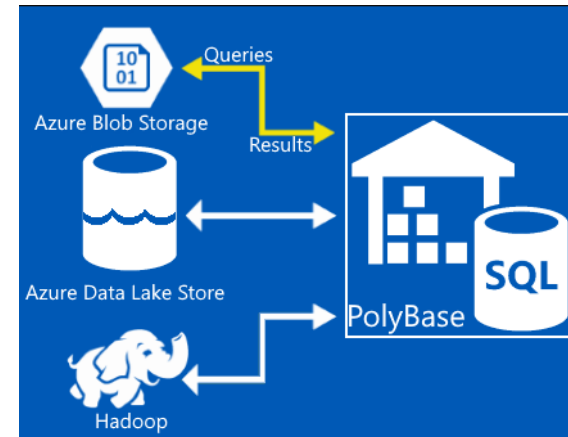 10
01
Queries
Azure Blob Storage
Results
Azure Data Lake Store
SQL
PolyBase
Hadoop